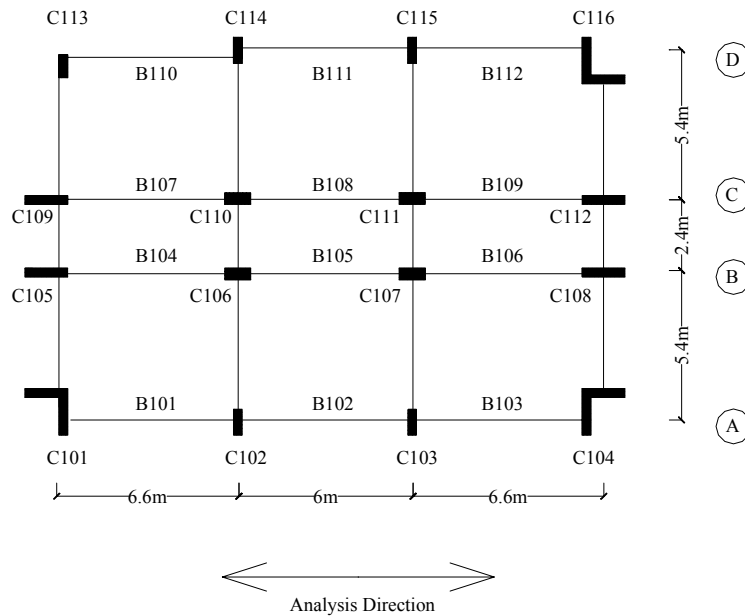 C113 C114 C115 C116
B110 B111 B112 D
5.4m
B107 B108 B109 C
C109 C110 C111 C112
2.4m
B104 B105 B106 B
C105 C106 C107 C108
5.4m
B101 B102 B103 A
C101 C102 C103 C104
6.6m 6m 6.6m
Analysis Direction